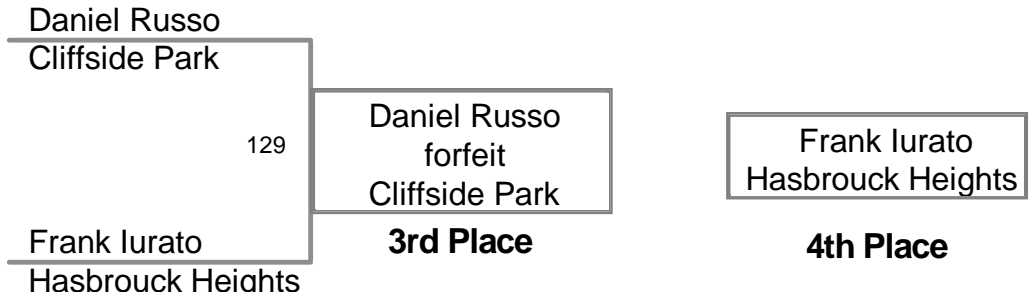 Daniel Russo
Cliffside Park
129
Daniel Russo
forfeit
Cliffside Park
3rd Place
Frank Iurato
Hasbrouck Heights
Frank Iurato
Hasbrouck Heights
4th Place